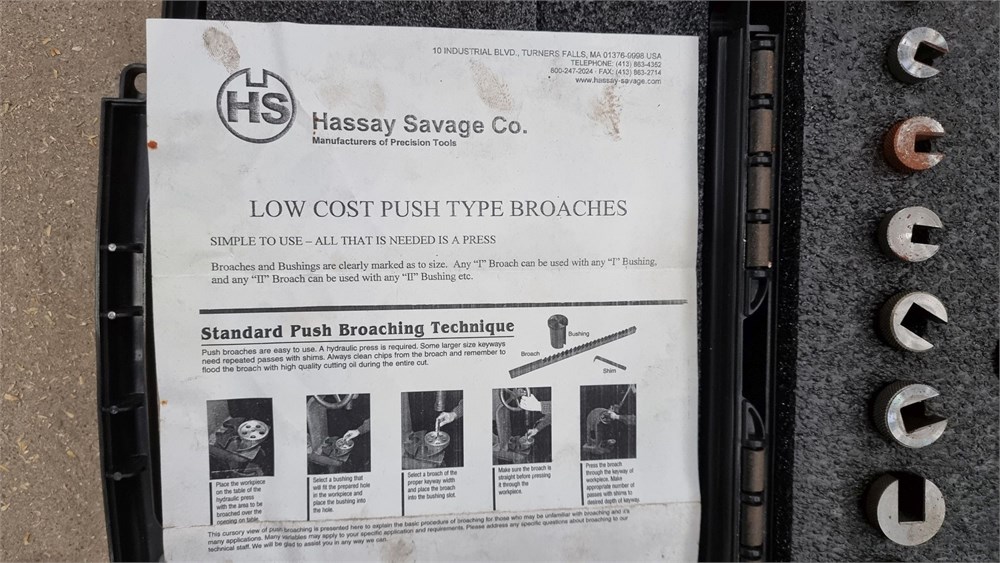 10 INDUSTRIAL BLVD., TURNERS FALLS, MA 01376-9998 USA
TELEPHONE: (413) 863-4352
800-247-2024 · FAX: (413) 863-2714
www.hassay-savage.com
HS
Hassay Savage Co.
Manufacturers of Precision Tools
LOW COST PUSH TYPE BROACHES
SIMPLE TO USE – ALL THAT IS NEEDED IS A PRESS
Broaches and Bushings are clearly marked as to size. Any “I” Broach can be used with any “I” Bushing,
and any “II” Broach can be used with any “II” Bushing etc.
Standard Push Broaching Technique
Push broaches are easy to use. A hydraulic press is required. Some larger size keyways
need repeated passes with shims. Always clean chips from the broach and remember to
flood the broach with high quality cutting oil during the entire cut.
Bushing
Broach
Shim
Place the workpiece
on the table of the
hydraulic press
with the area to be
broached over the
opening on table.
Select a bushing that
will fit the prepared hole
in the workpiece and
place the bushing into
the hole.
Select a broach of the
proper keyway width
and place the broach
into the bushing slot.
Make sure the broach is
straight before pressing
it through the
workpiece.
Press the broach
through the keyway of
workpiece. Make
appropriate number of
passes with shims to
desired depth of keyway.
This cursory view of push broaching is presented here to explain the basic procedure of broaching for those who may be unfamiliar with broaching and it's
many applications. Many variables may apply to your specific application and requirements. Please address any specific questions about broaching to our
technical staff. We will be glad to assist you in any way we can.